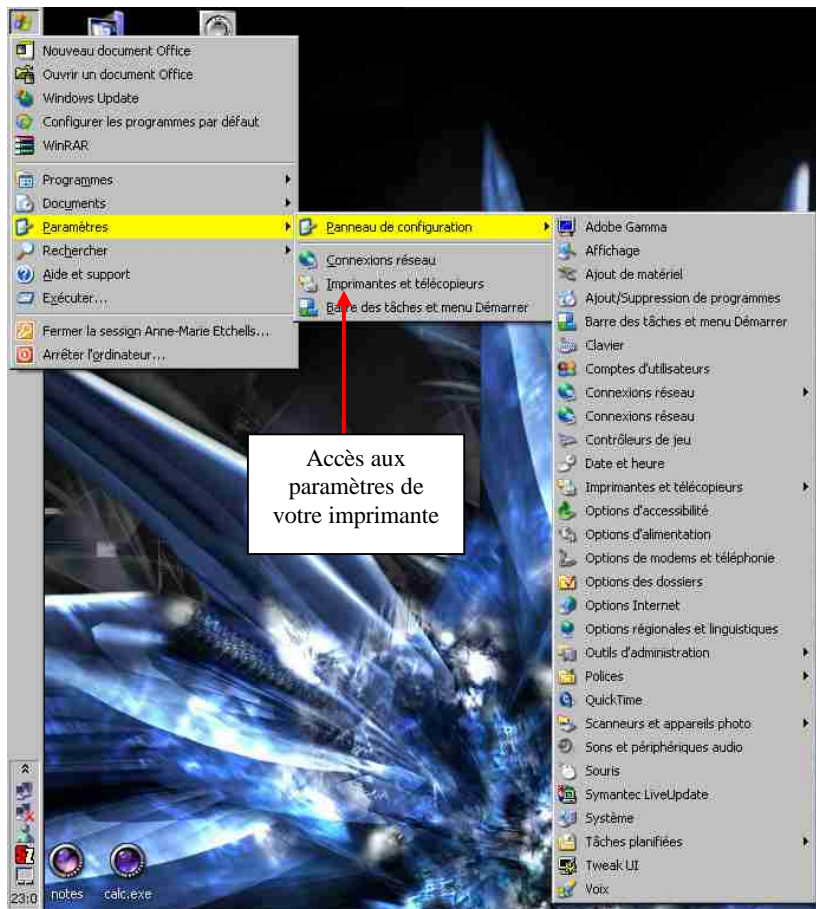 Nouveau document Office
Ouvrir un document Office
Windows Update
Configurer les programmes par défaut
WinRAR
Programmes
Documents
Paramètres
Rechercher
Aide et support
Exécuter...
Fermer la session Anne-Marie Etchells...
Arrêter l'ordinateur...
Panneau de configuration
Connexions réseau
Imprimantes et télécopieurs
Barre des tâches et menu Démarrer
Adobe Gamma
Affichage
Ajout de matériel
Ajout/Suppression de programmes
Barre des tâches et menu Démarrer
Clavier
Comptes d'utilisateurs
Connexions réseau
Connexions réseau
Contrôleurs de jeu
Date et heure
Imprimantes et télécopieurs
Options d'accessibilité
Options d'alimentation
Options de modems et téléphonie
Options des dossiers
Options Internet
Options régionales et linguistiques
Outils d'administration
Polices
QuickTime
Scanneurs et appareils photo
Sons et périphériques audio
Souris
Symantec LiveUpdate
Système
Tâches planifiées
Tweak UI
Voix
Accès aux
paramètres de
votre imprimante
notes
calc.exe
23:0